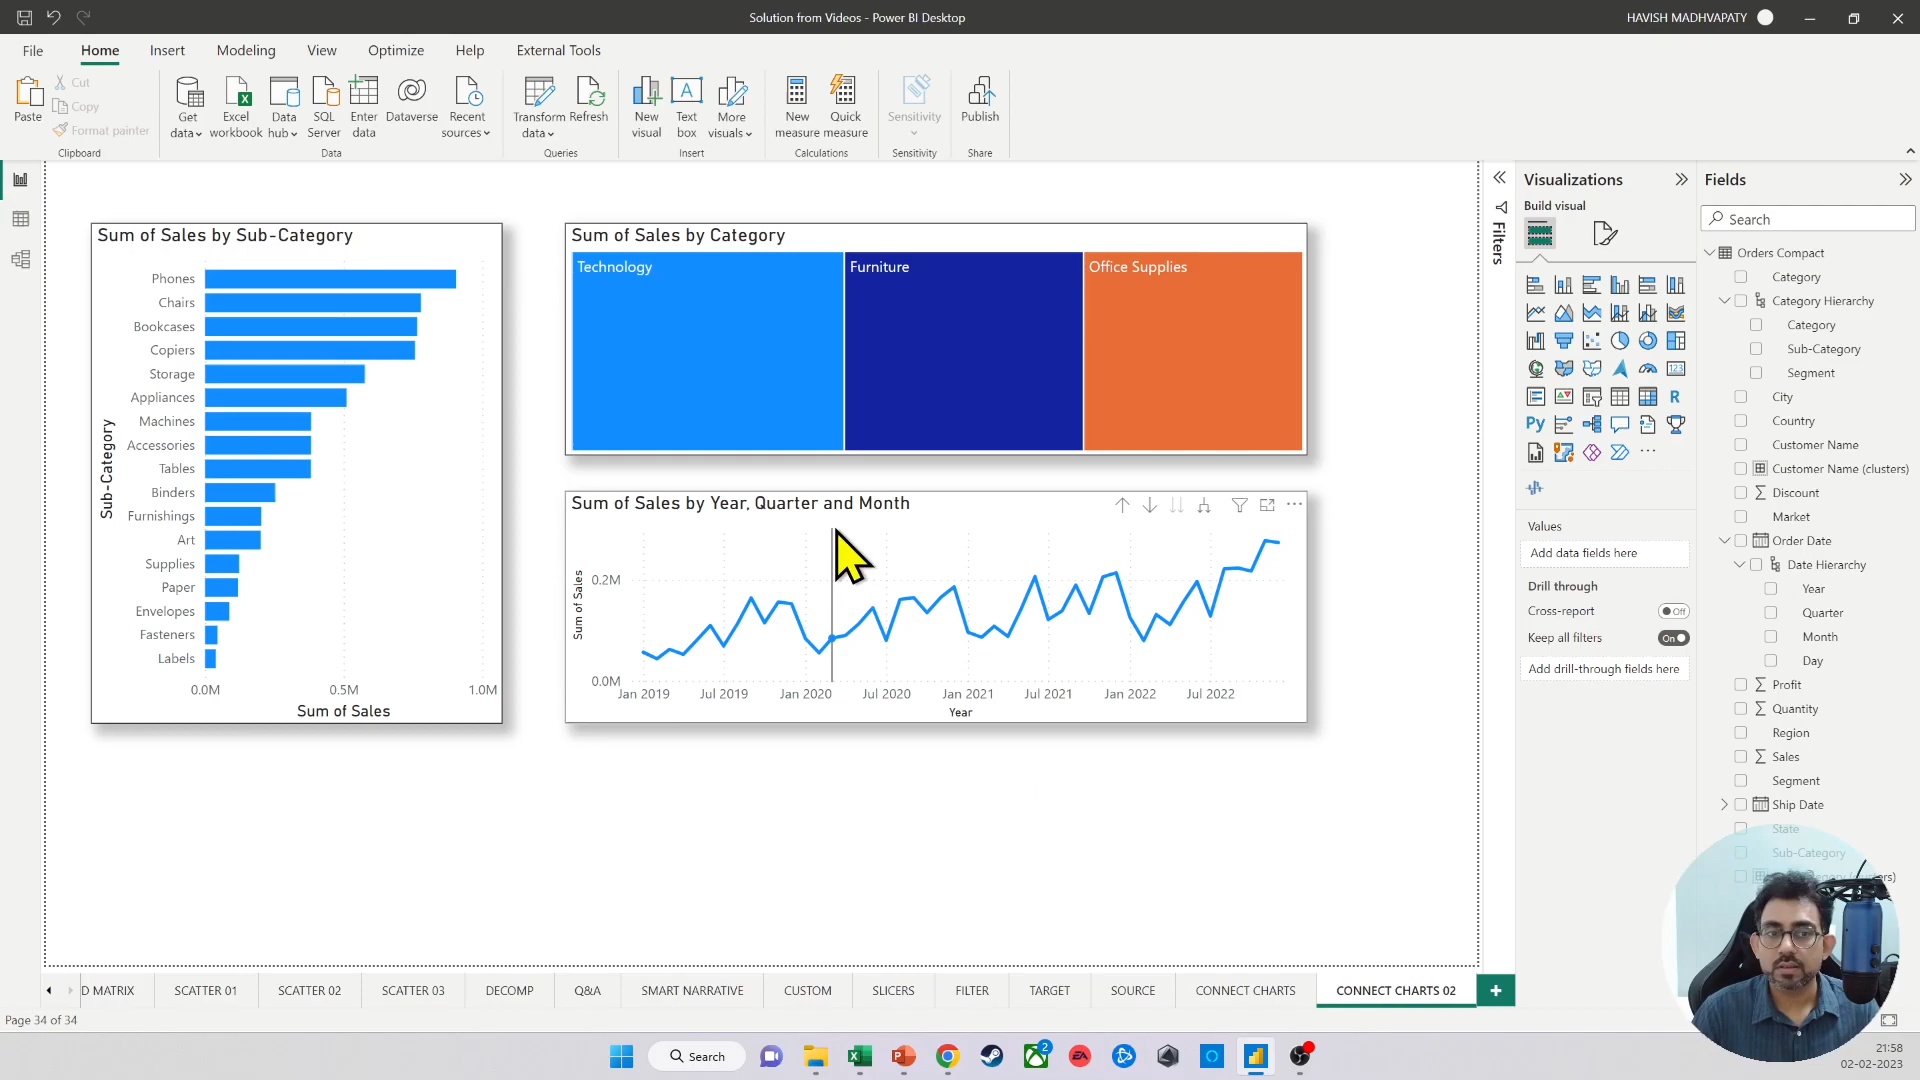 Solution from Videos - Power BI Desktop
HAVISH MADHVAPATY
File Home Insert Modeling View Optimize Help External Tools
Paste
Cut
Copy
Format painter
Clipboard
Get data
Excel workbook
Data hub
SQL Server
Enter data
Dataverse
Recent sources
Data
Transform data
Refresh
Queries
New visual
Text box
More visuals
Insert
New measure
Quick measure
Calculations
Sensitivity
Sensitivity
Publish
Share
Sum of Sales by Sub-Category
Sub-Category
Phones
Chairs
Bookcases
Copiers
Storage
Appliances
Machines
Accessories
Tables
Binders
Furnishings
Art
Supplies
Paper
Envelopes
Fasteners
Labels
0.0M 0.5M 1.0M
Sum of Sales
Sum of Sales by Category
Technology
Furniture
Office Supplies
Sum of Sales by Year, Quarter and Month
Sum of Sales
0.2M
0.0M
Jan 2019 Jul 2019 Jan 2020 Jul 2020 Jan 2021 Jul 2021 Jan 2022 Jul 2022
Year
Filters
Visualizations
Build visual
123
R
Py
Values
Add data fields here
Drill through
Cross-report
Off
Keep all filters
On
Add drill-through fields here
Fields
Search
Orders Compact
Category
Category Hierarchy
Category
Sub-Category
Segment
City
Country
Customer Name
Customer Name (clusters)
Discount
Market
Order Date
Date Hierarchy
Year
Quarter
Month
Day
Profit
Quantity
Region
Sales
Segment
Ship Date
State
Sub-Category
D MATRIX SCATTER 01 SCATTER 02 SCATTER 03 DECOMP Q&A SMART NARRATIVE CUSTOM SLICERS FILTER TARGET SOURCE CONNECT CHARTS CONNECT CHARTS 02
Page 34 of 34
Search
2
EA
21:58
02-02-2023